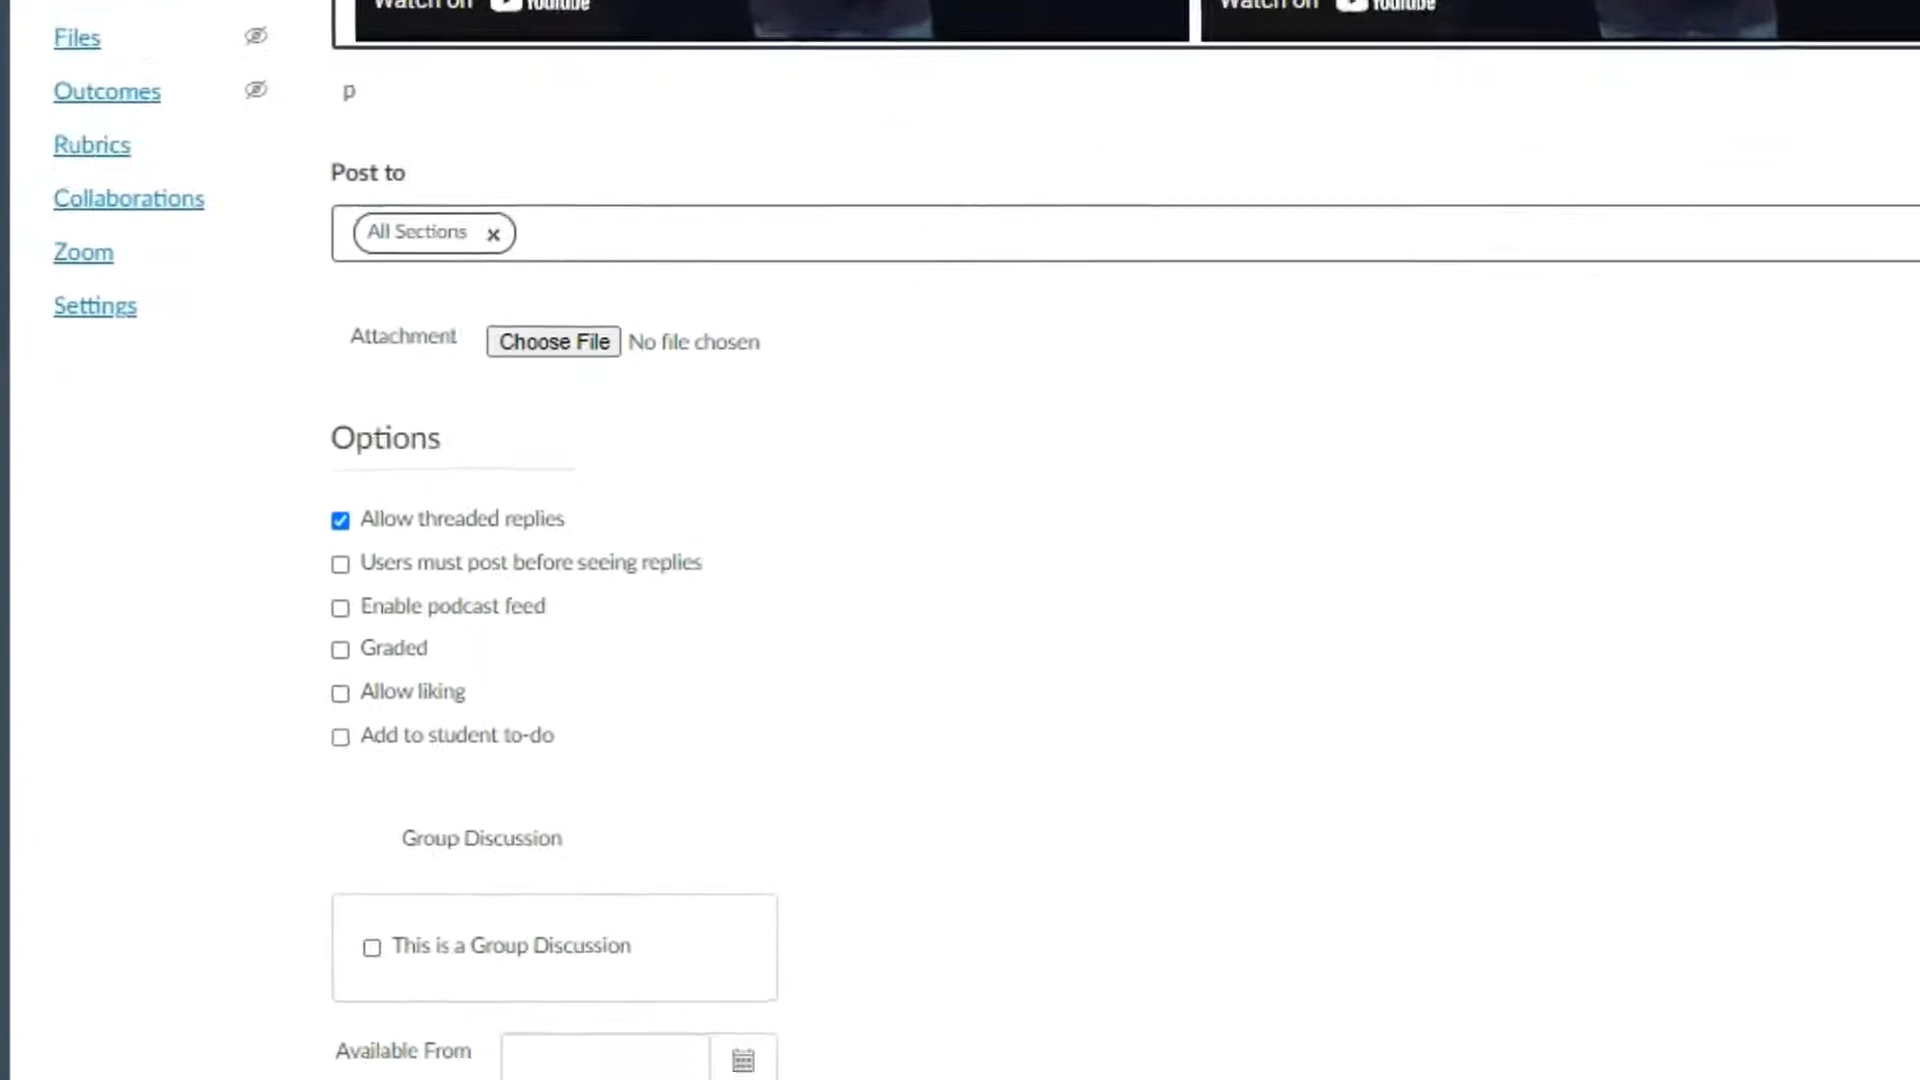 Watch on YouTube
Watch on YouTube
Files
Outcomes
p
Rubrics
Post to
Collaborations
All Sections ×
Zoom
Settings
Attachment Choose File No file chosen
Options
Allow threaded replies
Users must post before seeing replies
Enable podcast feed
Graded
Allow liking
Add to student to-do
Group Discussion
This is a Group Discussion
Available From